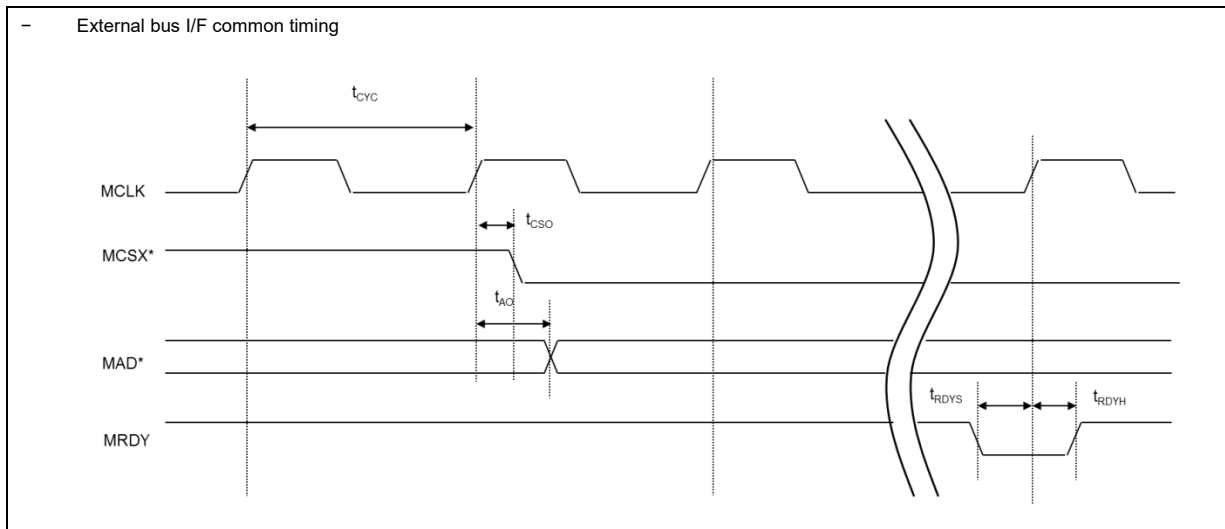 – External bus I/F common timing
tCYC
MCLK
tCSO
MCSX*
tAO
MAD*
tRDYS tRDYH
MRDY